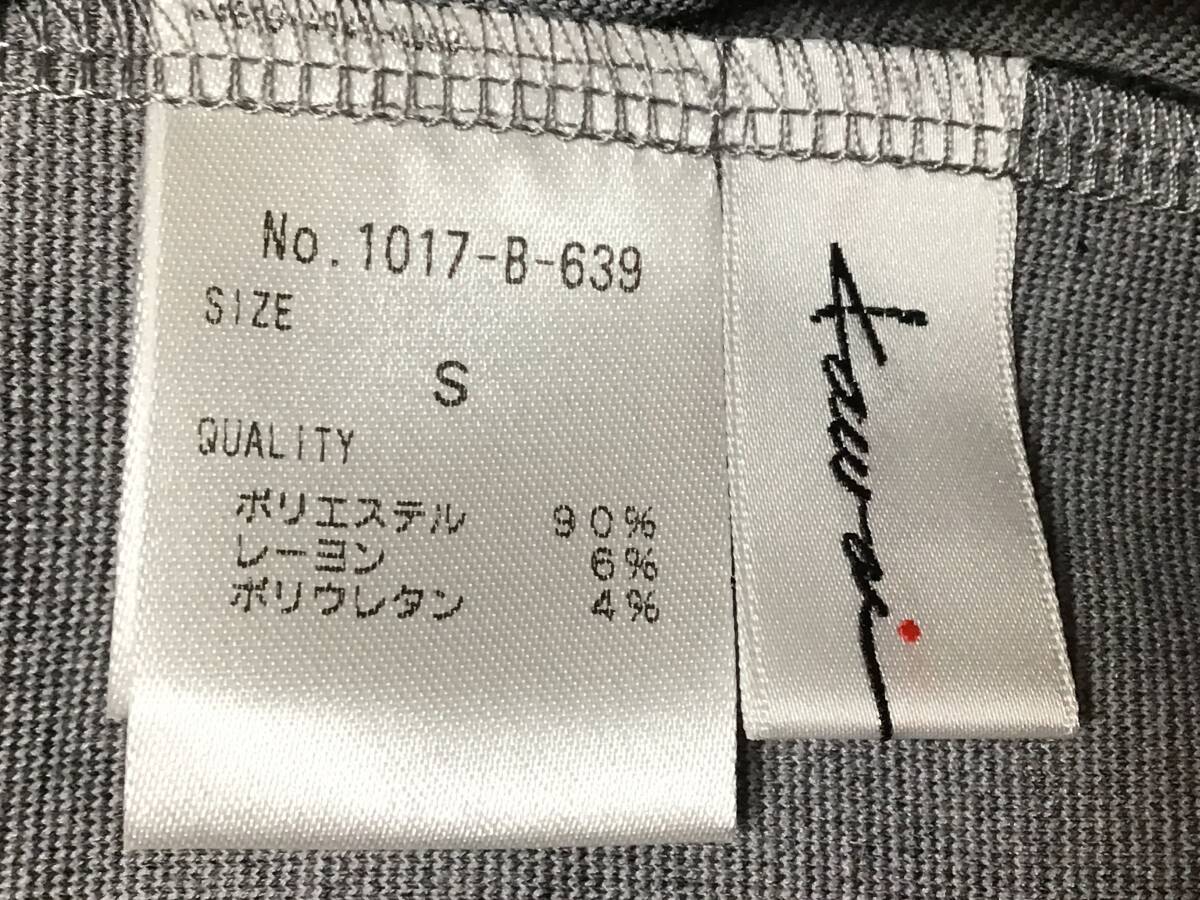 No.1017-B-639
SIZE
S
QUALITY
ポリエステル 90%
レーヨン 6%
ポリウレタン 4%